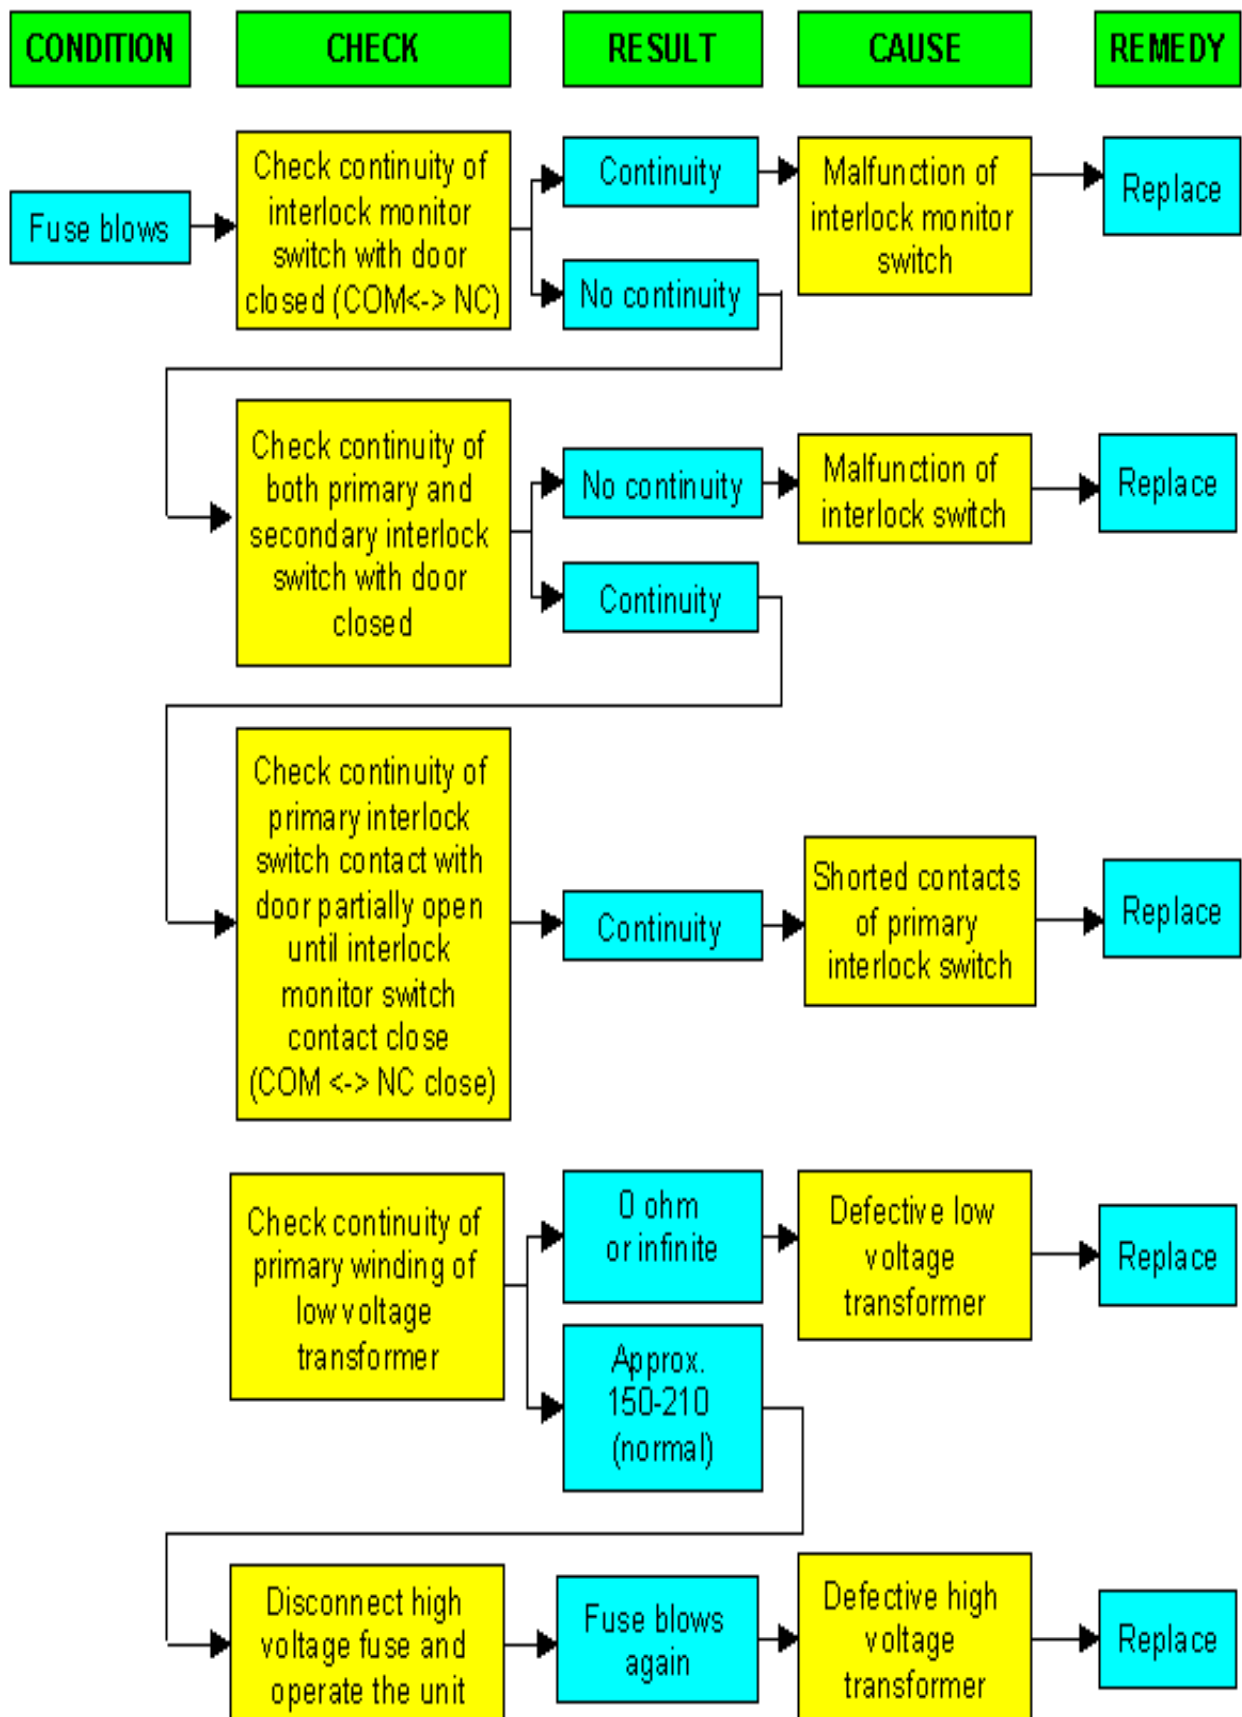 CONDITION
CHECK
RESULT
CAUSE
REMEDY
Fuse blows
Check continuity of
interlock monitor
switch with door
closed (COM<-> NC)
Continuity
No continuity
Malfunction of
interlock monitor
switch
Replace
Check continuity of
both primary and
secondary interlock
switch with door
closed
No continuity
Continuity
Malfunction of
interlock switch
Replace
Check continuity of
primary interlock
switch contact with
door partially open
until interlock
monitor switch
contact close
(COM <-> NC close)
Continuity
Shorted contacts
of primary
interlock switch
Replace
Check continuity of
primary winding of
low voltage
transformer
0 ohm
or infinite
Approx.
150-210
(normal)
Defective low
voltage
transformer
Replace
Disconnect high
voltage fuse and
operate the unit
Fuse blows
again
Defective high
voltage
transformer
Replace